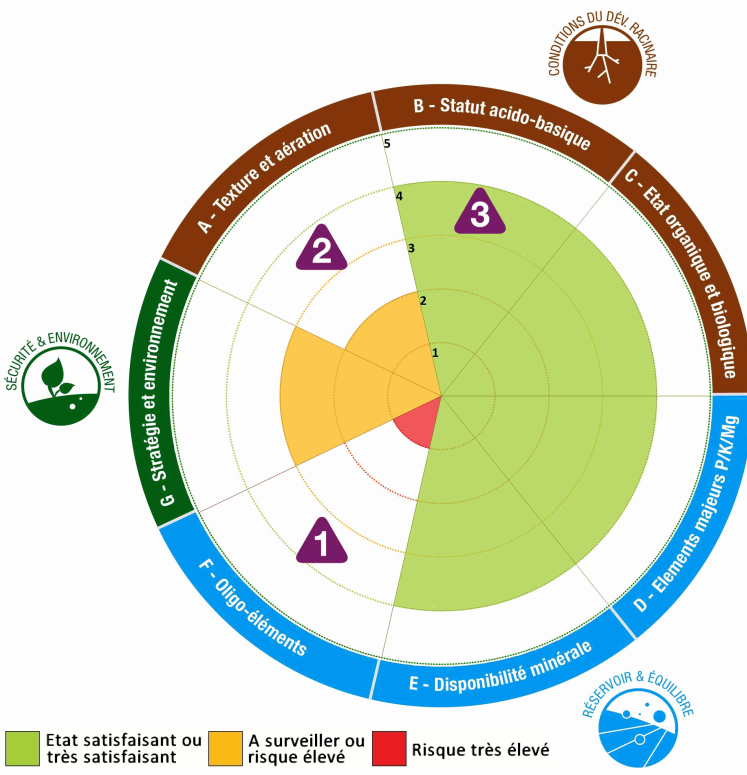 CONDITIONS DU DÉV. RACINAIRE
B - Statut acido-basique
A - Texture et aération
C - Etat organique et biologique
5
4
3
2
1
3
2
1
SÉCURITÉ & ENVIRONNEMENT
G - Stratégie et environnement
D - Elements majeurs P/K/Mg
F - Oligo-éléments
E - Disponibilité minérale
RÉSERVOIR & ÉQUILIBRE
Etat satisfaisant ou
très satisfaisant
A surveiller ou
risque élevé
Risque très élevé